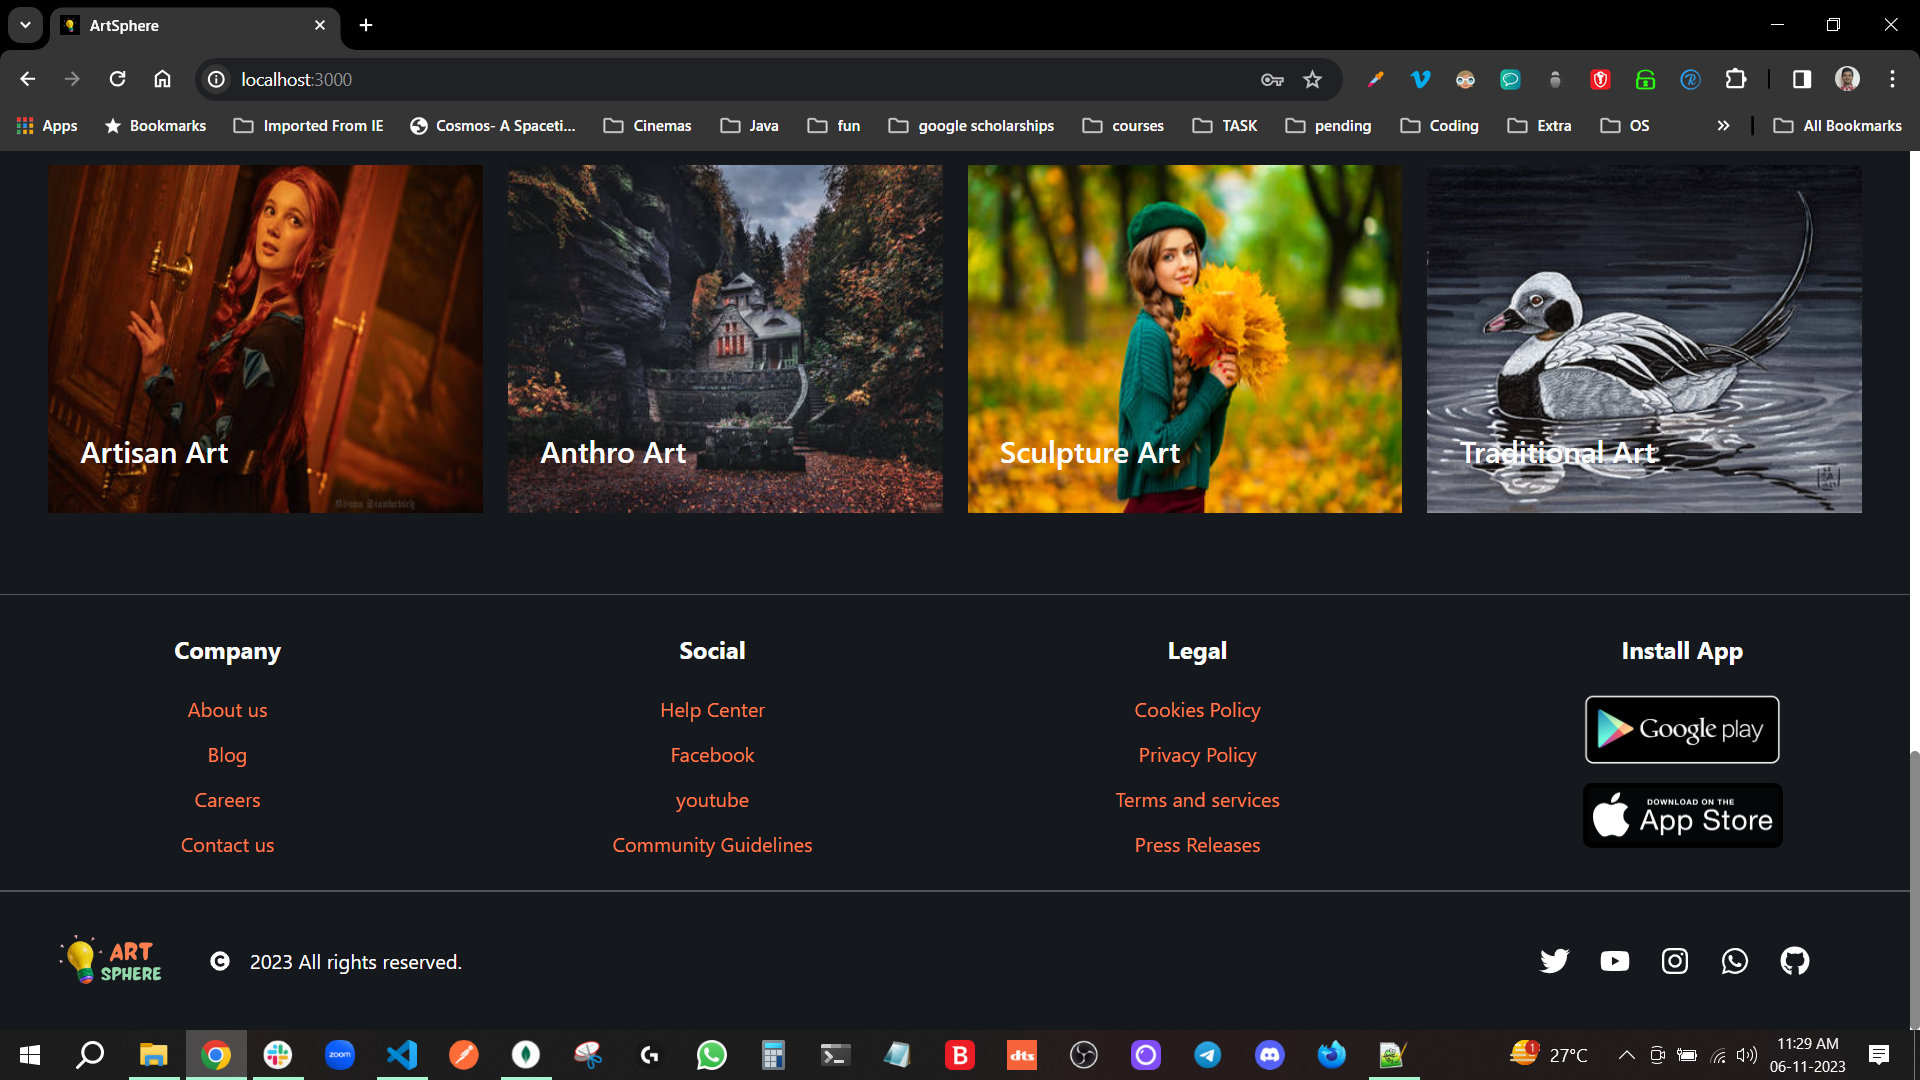 ArtSphere
localhost:3000
Apps
Bookmarks
Imported From IE
Cosmos- A Spaceti...
Cinemas
Java
fun
google scholarships
courses
TASK
pending
Coding
Extra
OS
All Bookmarks
Artisan Art
Anthro Art
Sculpture Art
Traditional Art
Company
Social
Legal
Install App
About us
Help Center
Cookies Policy
Google play
Blog
Facebook
Privacy Policy
Careers
youtube
Terms and services
DOWNLOAD ON THE
App Store
Contact us
Community Guidelines
Press Releases
ART
SPHERE
© 2023 All rights reserved.
zoom
B
dts
1
27°C
11:29 AM
06-11-2023